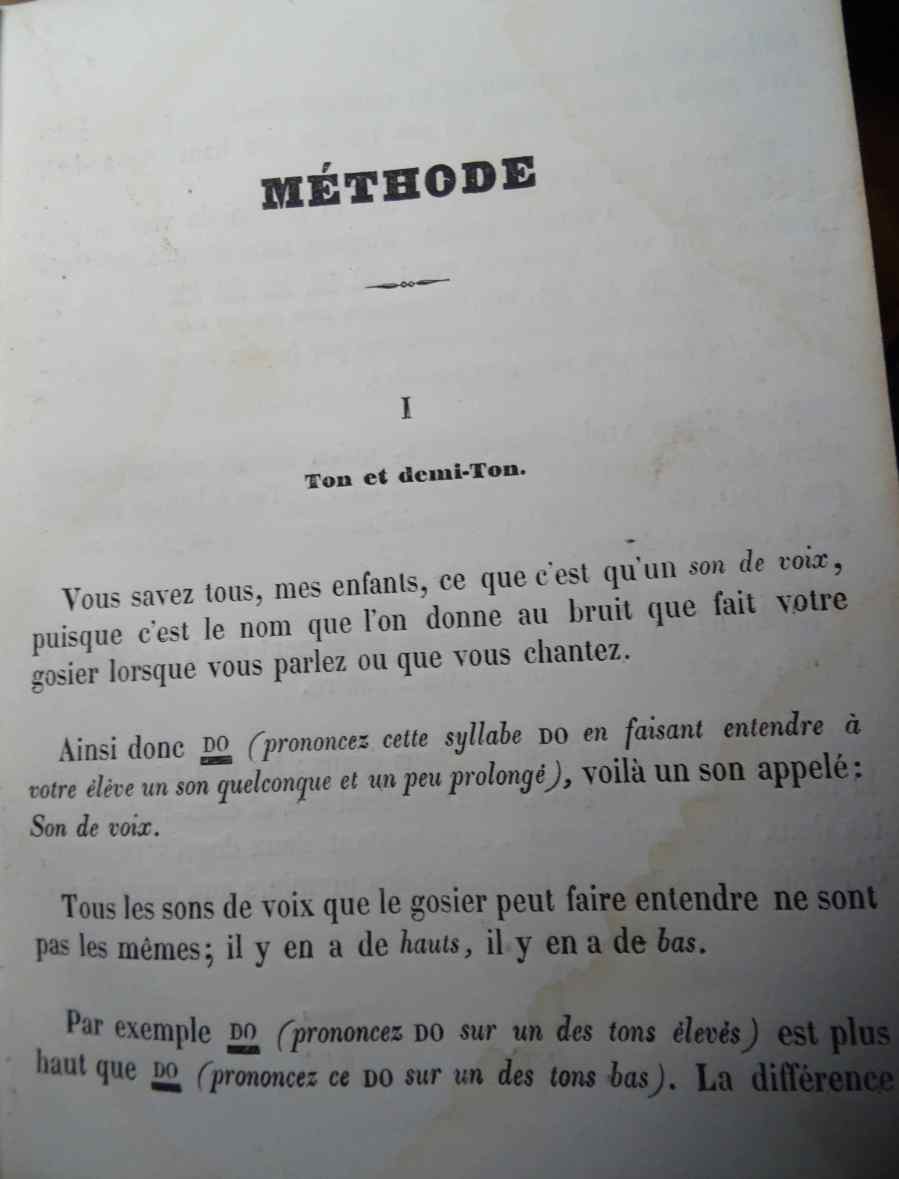 MÉTHODE
I
Ton et demi-Ton.
Vous savez tous, mes enfants, ce que c'est qu'un son de voix,
puisque c'est le nom que l'on donne au bruit que fait votre
gosier lorsque vous parlez ou que vous chantez.
Ainsi donc DO (prononcez cette syllabe DO en faisant entendre à
votre élève un son quelconque et un peu prolongé), voilà un son appelé:
Son de voix.
Tous les sons de voix que le gosier peut faire entendre ne sont
pas les mêmes; il y en a de hauts, il y en a de bas.
Par exemple DO (prononcez DO sur un des tons élevés) est plus
haut que DO (prononcez ce DO sur un des tons bas). La différence